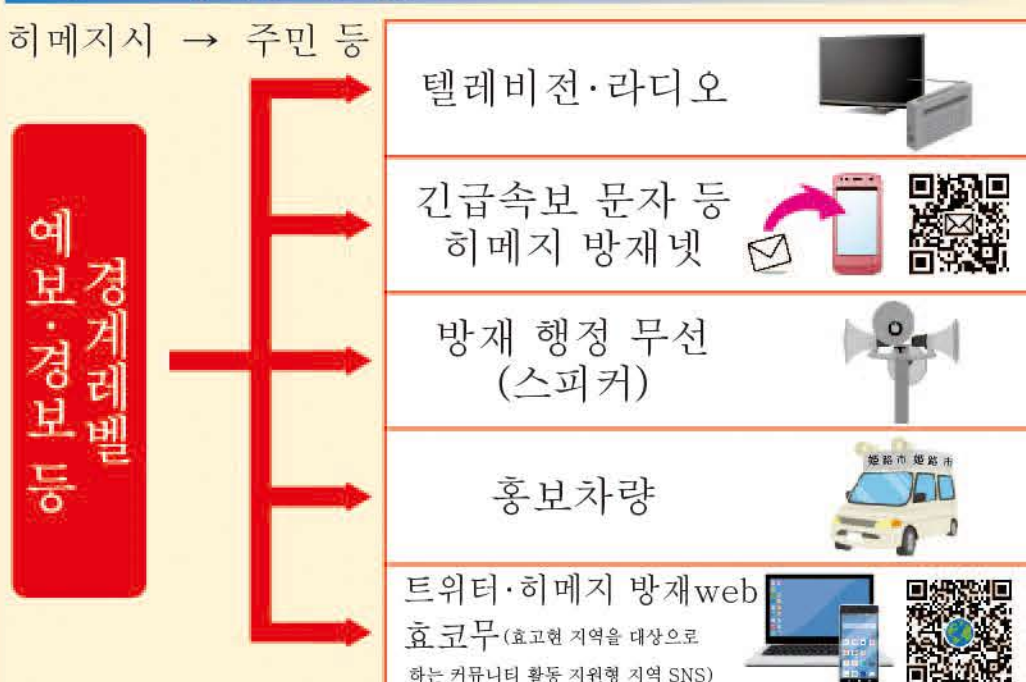 히메지시 → 주민 등
예보·경보 등
경계레벨
텔레비전·라디오
긴급속보 문자 등
히메지 방재넷
방재 행정 무선
(스피커)
홍보차량
姫路市 姫路市
트위터·히메지 방재web
효코무(효고현 지역을 대상으로
하는 커뮤니티 활동 지원형 지역 SNS)